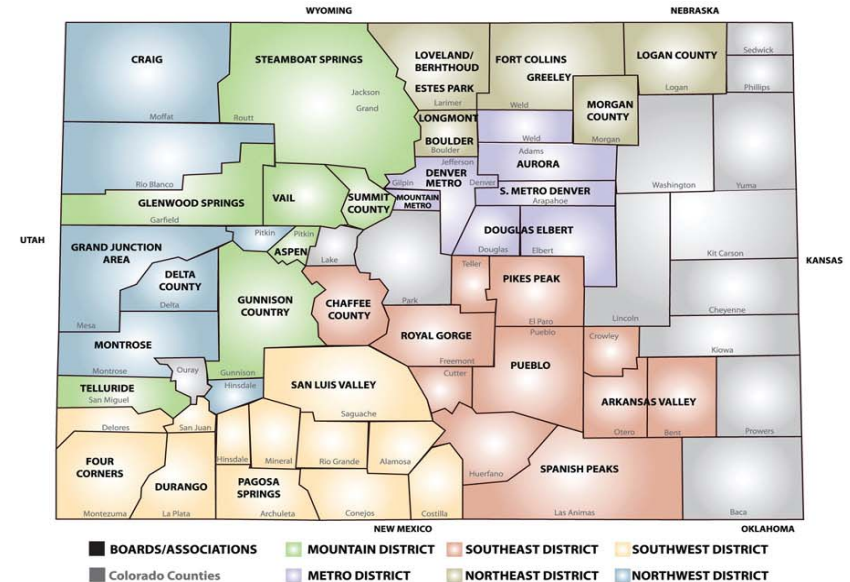 WYOMING
NEBRASKA
CRAIG
STEAMBOAT SPRINGS
LOVELAND/
BERHTHOUD
FORT COLLINS
LOGAN COUNTY
Sedwick
GREELEY
ESTES PARK
Jackson
Grand
Larimer
Weld
Logan
Phillips
Moffat
Routt
LONGMONT
MORGAN
COUNTY
BOULDER
Boulder
Weld
Morgan
Adams
Jefferson
AURORA
Rio Blanco
Gilpin
DENVER
METRO
Denver
Washington
Yuma
GLENWOOD SPRINGS
VAIL
SUMMIT
COUNTY
MOUNTAIN
METRO
S. METRO DENVER
Arapahoe
Garfield
UTAH
GRAND JUNCTION
AREA
Pitkin
Pitkin
ASPEN
Lake
DOUGLAS ELBERT
Douglas
Elbert
Kit Carson
KANSAS
DELTA
COUNTY
Delta
GUNNISON
COUNTRY
CHAFFEE
COUNTY
Park
Teller
PIKES PEAK
El Paro
Lincoln
Cheyenne
Mesa
MONTROSE
Montrose
Ouray
Gunnison
ROYAL GORGE
Freemont
Pueblo
Crowley
Kiowa
TELLURIDE
San Miguel
Hinsdale
SAN LUIS VALLEY
Saguache
Cutter
PUEBLO
ARKANSAS VALLEY
Otero
Bent
Prowers
Dolores
San Juan
FOUR
CORNERS
Montezuma
DURANGO
La Plata
Hinsdale
Mineral
Rio Grande
Alamosa
PAGOSA
SPRINGS
Archuleta
Conejos
Costilla
Huerfano
SPANISH PEAKS
Las Animas
Baca
NEW MEXICO
OKLAHOMA
BOARDS/ASSOCIATIONS
MOUNTAIN DISTRICT
SOUTHEAST DISTRICT
SOUTHWEST DISTRICT
Colorado Counties
METRO DISTRICT
NORTHEAST DISTRICT
NORTHWEST DISTRICT